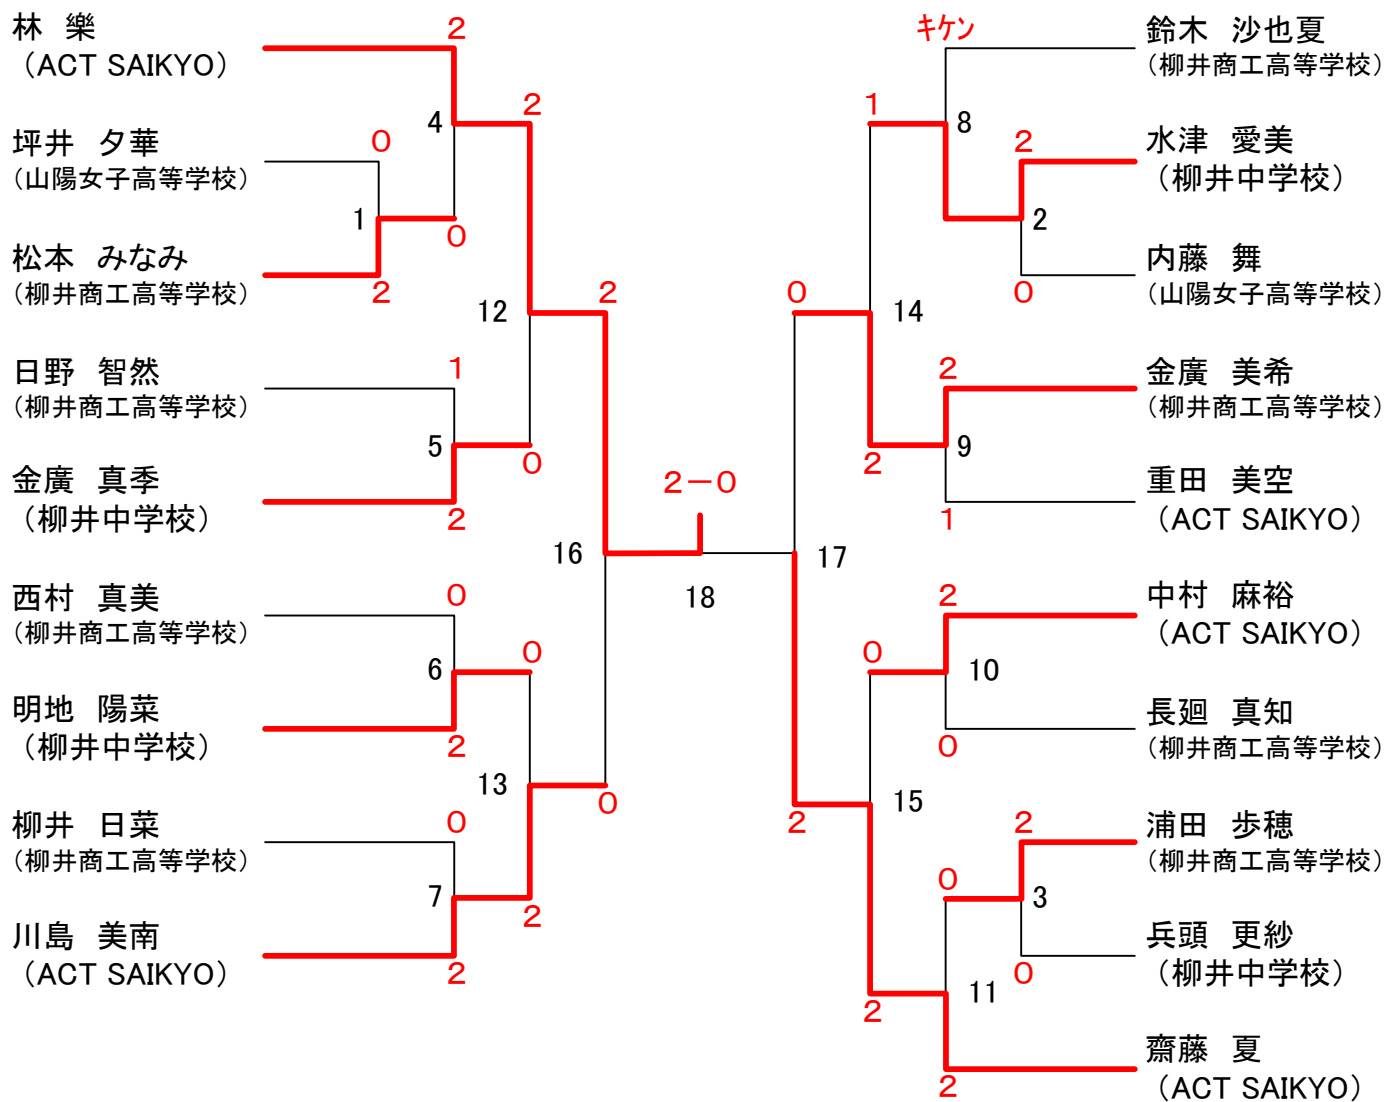 林　樂
（ACT SAIKYO）
坪井　夕華
（山陽女子高等学校）
松本　みなみ
（柳井商工高等学校）
日野　智然
（柳井商工高等学校）
金廣　真季
（柳井中学校）
西村　真美
（柳井商工高等学校）
明地　陽菜
（柳井中学校）
柳井　日菜
（柳井商工高等学校）
川島　美南
（ACT SAIKYO）
2
4
0
1
0
2
2
12
1
5
2
0
2
16
0
6
2
0
13
0
7
2
2
0
2－0
18
キケン
1
8
2
2
0
0
14
2
2
9
1
17
2
0
10
0
2
15
2
0
3
0
11
2
2
鈴木　沙也夏
（柳井商工高等学校）
水津　愛美
（柳井中学校）
内藤　舞
（山陽女子高等学校）
金廣　美希
（柳井商工高等学校）
重田　美空
（ACT SAIKYO）
中村　麻裕
（ACT SAIKYO）
長廻　真知
（柳井商工高等学校）
浦田　歩穂
（柳井商工高等学校）
兵頭　更紗
（柳井中学校）
齋藤　夏
（ACT SAIKYO）